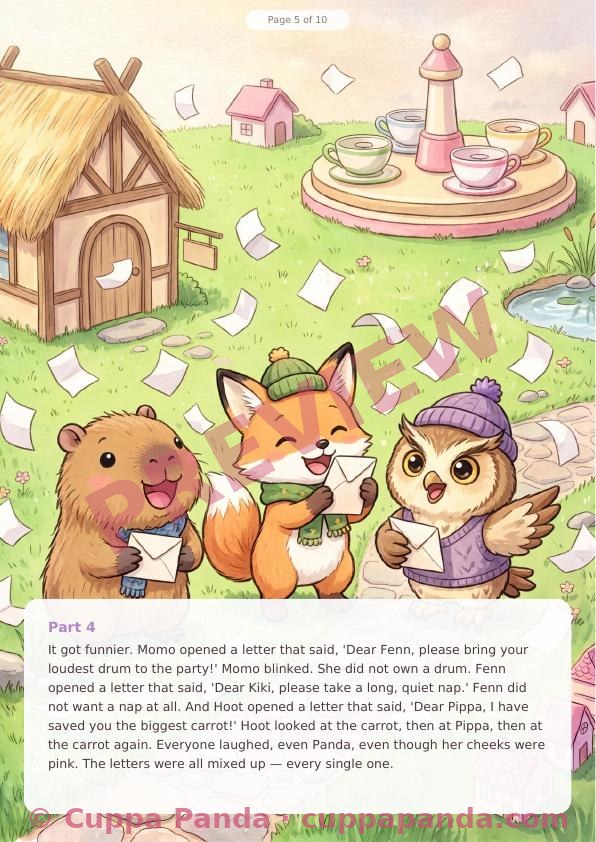 Page 5 of 10
PREVIEW
Part 4
It got funnier. Momo opened a letter that said, 'Dear Fenn, please bring your
loudest drum to the party!' Momo blinked. She did not own a drum. Fenn
opened a letter that said, 'Dear Kiki, please take a long, quiet nap.' Fenn did
not want a nap at all. And Hoot opened a letter that said, 'Dear Pippa, I have
saved you the biggest carrot!' Hoot looked at the carrot, then at Pippa, then at
the carrot again. Everyone laughed, even Panda, even though her cheeks were
pink. The letters were all mixed up — every single one.
© Cuppa Panda · cuppapanda.com